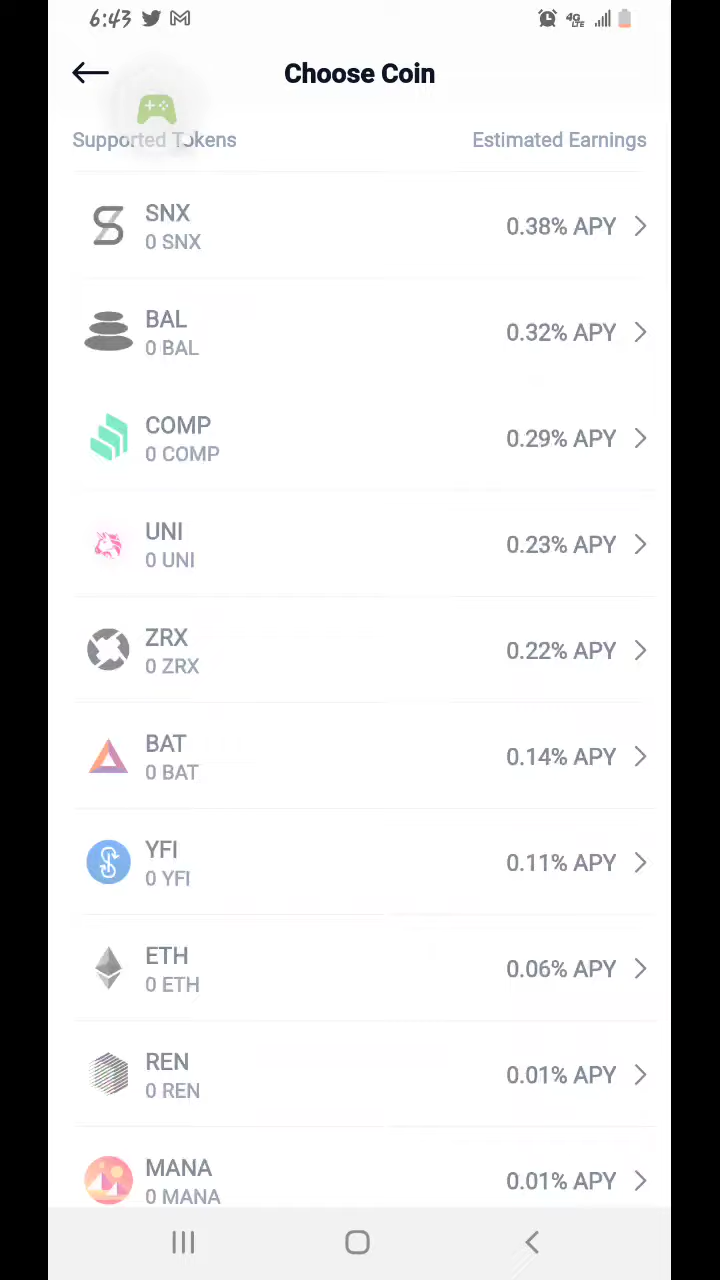 6:43
4G LTE
Choose Coin
Supported Tokens Estimated Earnings
SNX
0 SNX
0.38% APY
BAL
0 BAL
0.32% APY
COMP
0 COMP
0.29% APY
UNI
0 UNI
0.23% APY
ZRX
0 ZRX
0.22% APY
BAT
0 BAT
0.14% APY
YFI
0 YFI
0.11% APY
ETH
0 ETH
0.06% APY
REN
0 REN
0.01% APY
MANA
0 MANA
0.01% APY